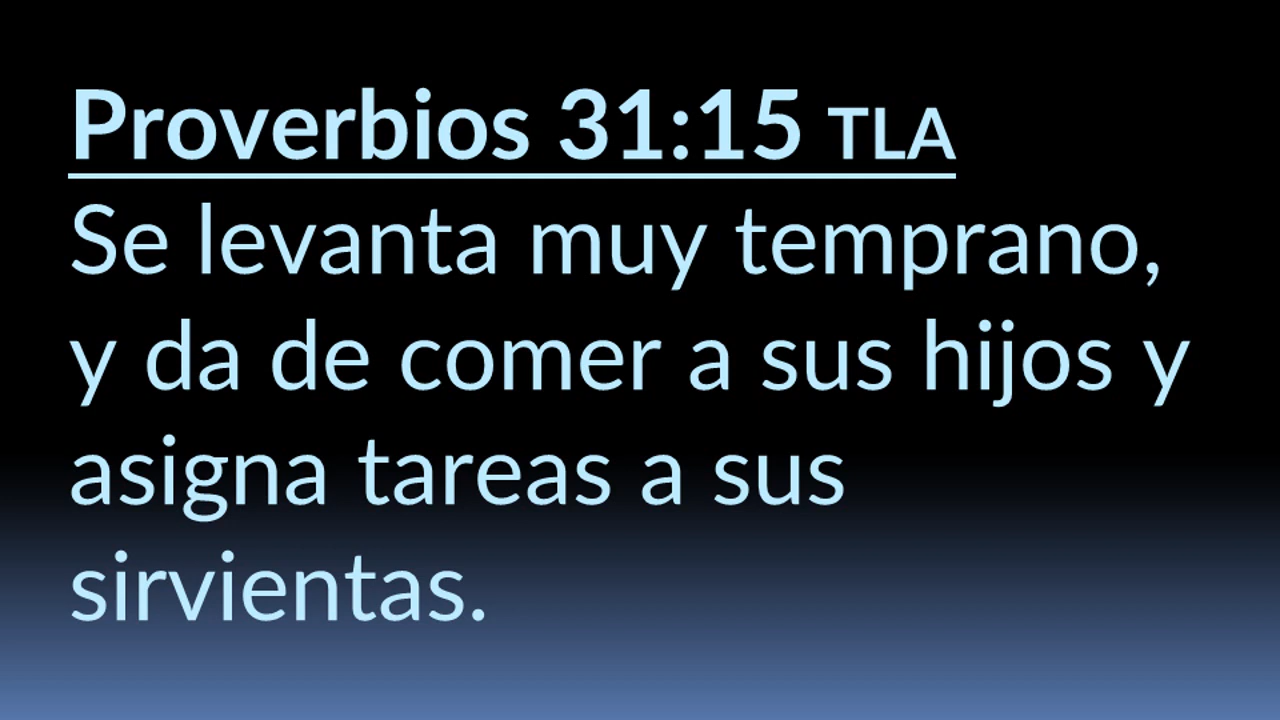 Proverbios 31:15 TLA
Se levanta muy temprano,
y da de comer a sus hijos y
asigna tareas a sus
sirvientas.